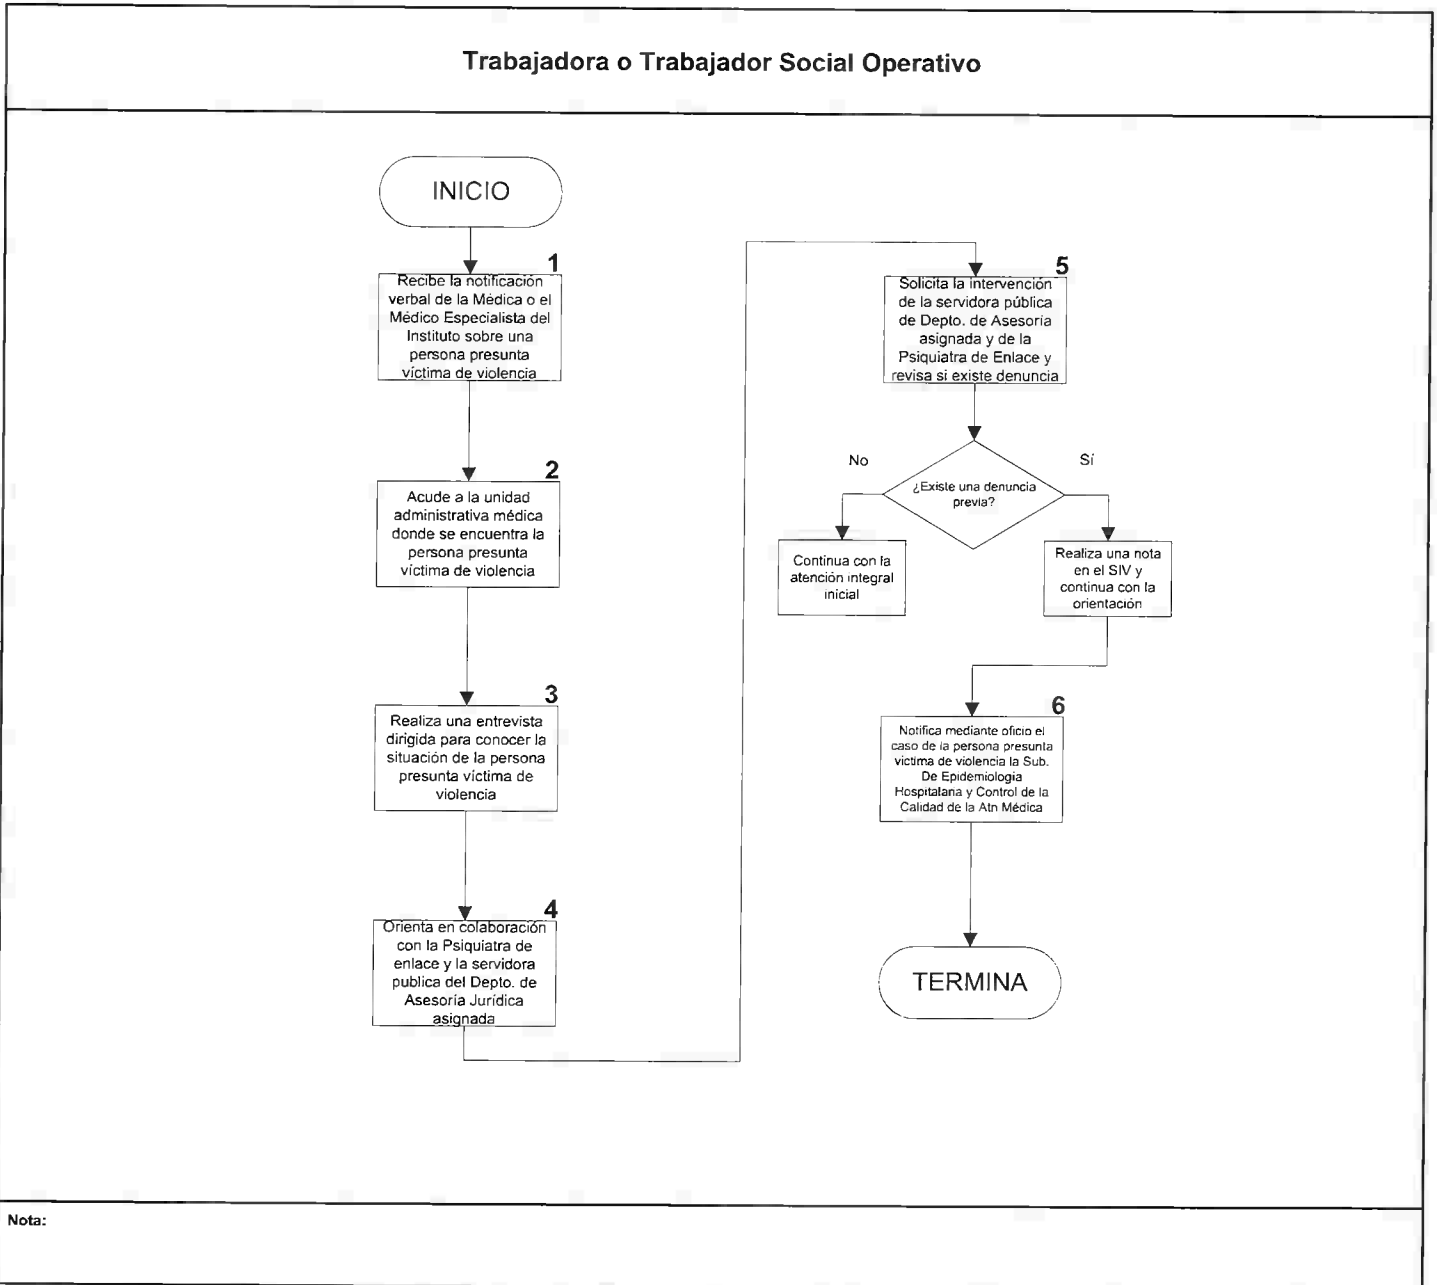 Trabajadora o Trabajador Social Operativo
INICIO
1
Recibe la notificación
verbal de la Médica o el
Médico Especialista del
Instituto sobre una
persona presunta
víctima de violencia
2
Acude a la unidad
administrativa médica
donde se encuentra la
persona presunta
víctima de violencia
3
Realiza una entrevista
dirigida para conocer la
situación de la persona
presunta víctima de
violencia
4
Orienta en colaboración
con la Psiquiatra de
enlace y la servidora
publica del Depto. de
Asesoría Jurídica
asignada
5
Solicita la intervención
de la servidora pública
de Depto. de Asesoría
asignada y de la
Psiquiatra de Enlace y
revisa si existe denuncia
No
Sí
¿Existe una denuncia
previa?
Continua con la
atención integral
inicial
Realiza una nota
en el SIV y
continua con la
orientación
6
Notifica mediante oficio el
caso de la persona presunta
victima de violencia la Sub.
De Epidemiologia
Hospitalaria y Control de la
Calidad de la Atn Médica
TERMINA
Nota: